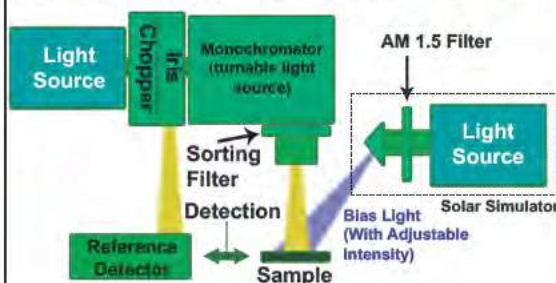 Light
Source
Iris
Chopper
Monochromator
(turnable light
source)
AM 1.5 Filter
Light
Source
Solar Simulator
Sorting
Filter
Detection
Bias Light
(With Adjustable
Intensity)
Reference
Detector
Sample